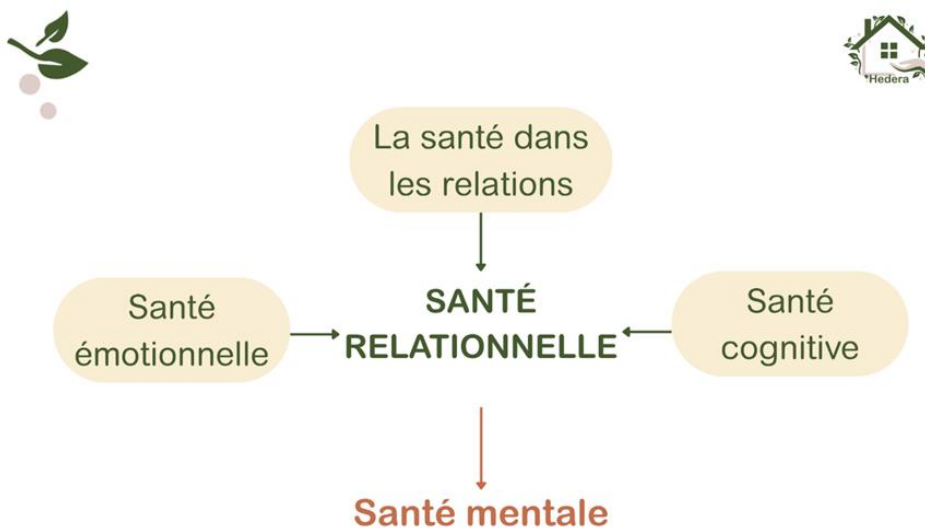 Hedera
La santé dans
les relations
Santé
émotionnelle
SANTÉ
RELATIONNELLE
Santé
cognitive
Santé mentale